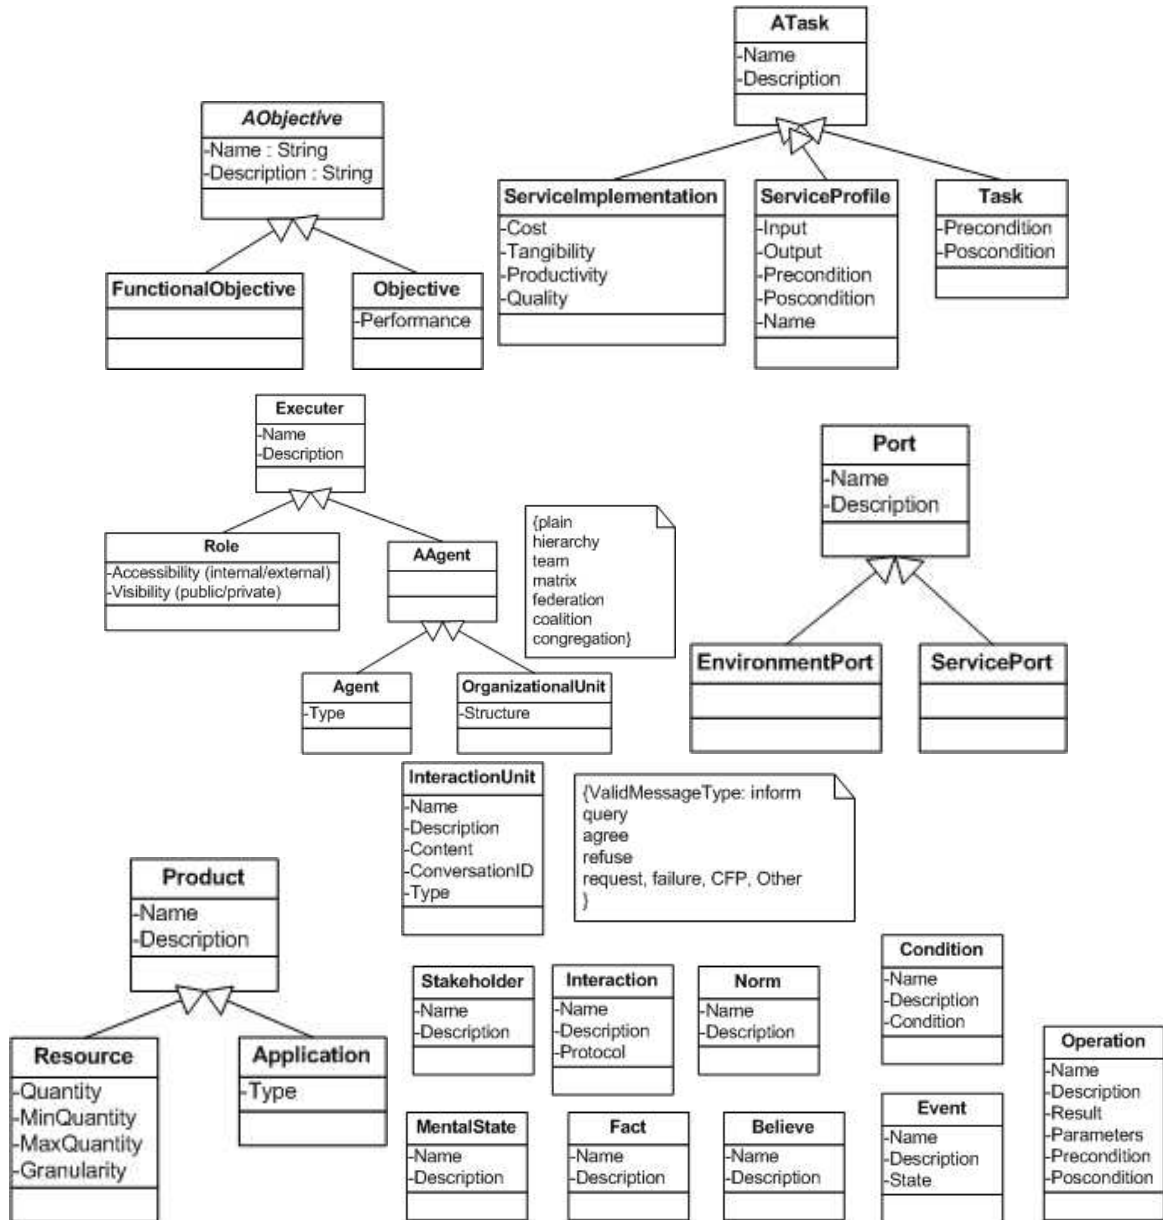 ATask
-Name
-Description
AObjective
-Name : String
-Description : String
ServiceImplementation
-Cost
-Tangibility
-Productivity
-Quality
ServiceProfile
-Input
-Output
-Precondition
-Poscondition
-Name
Task
-Precondition
-Poscondition
FunctionalObjective
Objective
-Performance
Executer
-Name
-Description
Role
-Accessibility (internal/external)
-Visibility (public/private)
AAgent
{plain
hierarchy
team
matrix
federation
coalition
congregation}
Port
-Name
-Description
Agent
-Type
OrganizationalUnit
-Structure
EnvironmentPort
ServicePort
InteractionUnit
-Name
-Description
-Content
-ConversationID
-Type
{ValidMessageType: inform
query
agree
refuse
request, failure, CFP, Other
}
Product
-Name
-Description
Resource
-Quantity
-MinQuantity
-MaxQuantity
-Granularity
Application
-Type
Stakeholder
-Name
-Description
Interaction
-Name
-Description
-Protocol
Norm
-Name
-Description
Condition
-Name
-Description
-Condition
Operation
-Name
-Description
-Result
-Parameters
-Precondition
-Poscondition
MentalState
-Name
-Description
Fact
-Name
-Description
Believe
-Name
-Description
Event
-Name
-Description
-State